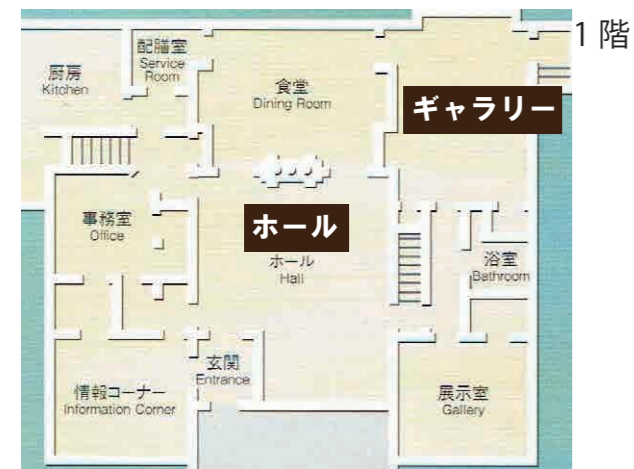 1 階
配膳室
Service
Room
厨房
Kitchen
食堂
Dining Room
ギャラリー
事務室
Office
ホール
ホール
Hall
浴室
Bathroom
玄関
Entrance
情報コーナー
Information Corner
展示室
Gallery